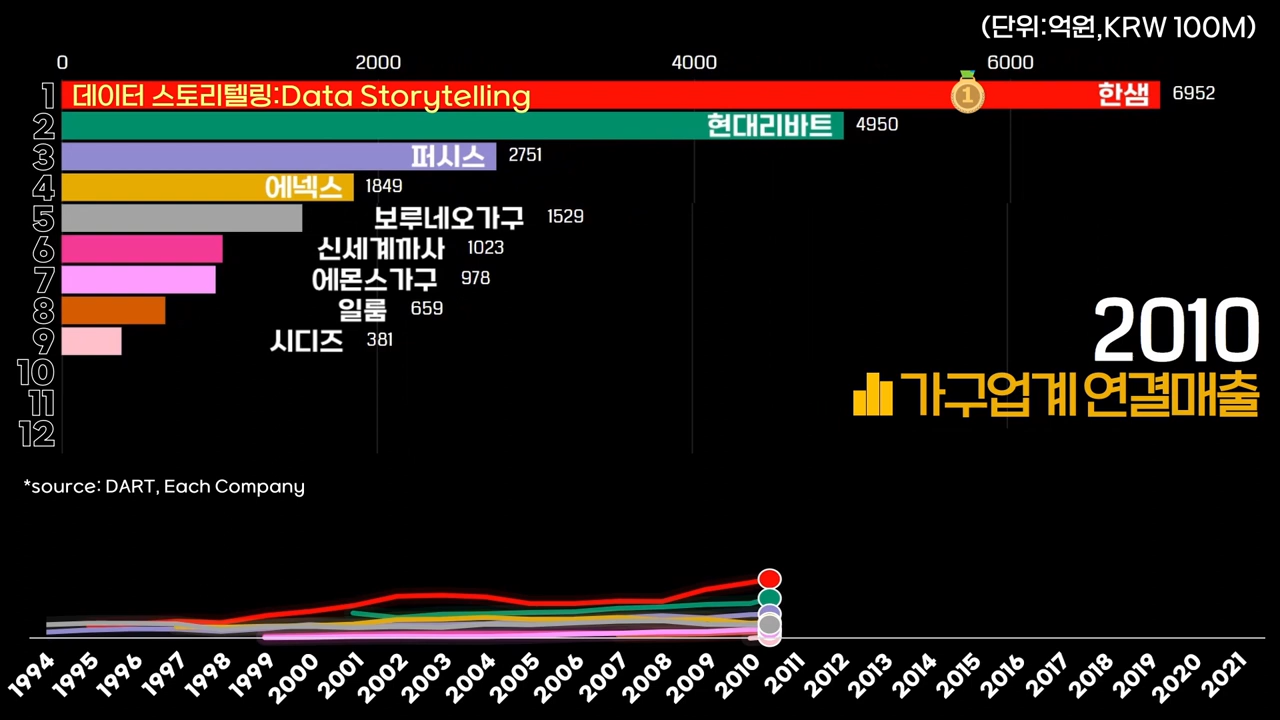 (단위:억원,KRW 100M)
0 2000 4000 6000
1 데이터 스토리텔링:Data Storytelling 1 한샘 6952
2 현대리바트 4950
3 퍼시스 2751
4 에넥스 1849
5 보루네오가구 1529
6 신세계까사 1023
7 에몬스가구 978
8 일룸 659
9 시디즈 381
10
11
12
2010
가구업계 연결매출
*source: DART, Each Company
1994 1995 1996 1997 1998 1999 2000 2001 2002 2003 2004 2005 2006 2007 2008 2009 2010 2011 2012 2013 2014 2015 2016 2017 2018 2019 2020 2021